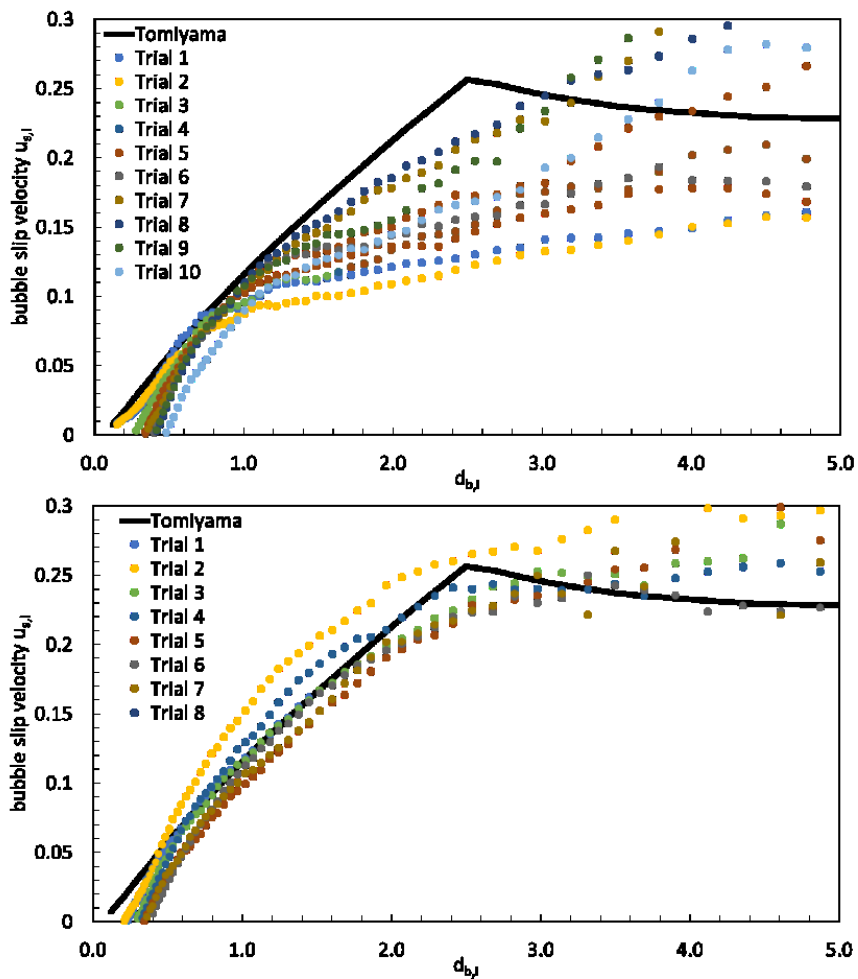 0.3
0.25
0.2
0.15
0.1
0.05
0
bubble slip velocity u_s,l
Tomiyama
Trial 1
Trial 2
Trial 3
Trial 4
Trial 5
Trial 6
Trial 7
Trial 8
Trial 9
Trial 10
0.0 1.0 2.0 3.0 4.0 5.0
d_b,l
0.3
0.25
0.2
0.15
0.1
0.05
0
bubble slip velocity u_s,l
Tomiyama
Trial 1
Trial 2
Trial 3
Trial 4
Trial 5
Trial 6
Trial 7
Trial 8
0.0 1.0 2.0 3.0 4.0 5.0
d_b,l